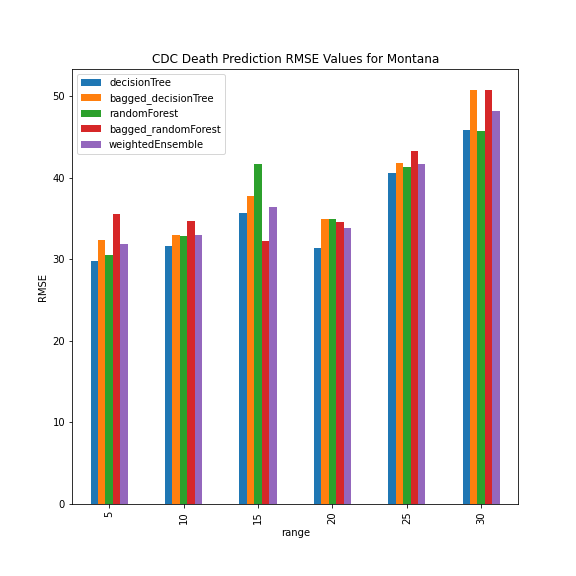 CDC Death Prediction RMSE Values for Montana
decisionTree
bagged_decisionTree
randomForest
bagged_randomForest
weightedEnsemble
50
40
30
20
10
0
RMSE
5 10 15 20 25 30
range